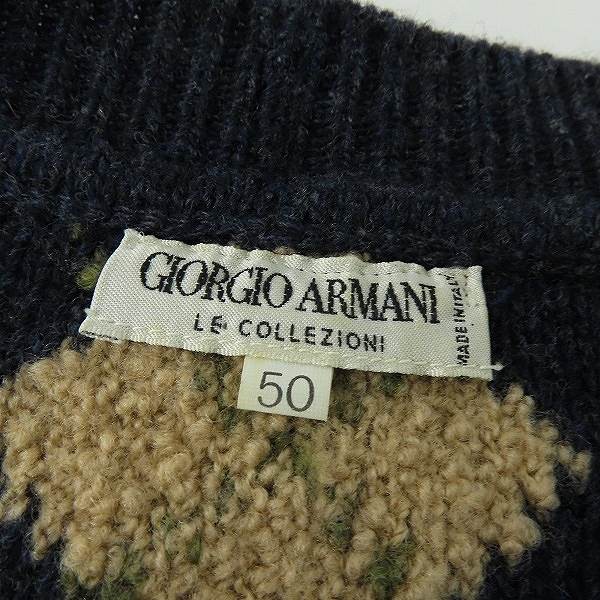 GIORGIO ARMANI
LE COLLEZIONI
MADE IN ITALY
50